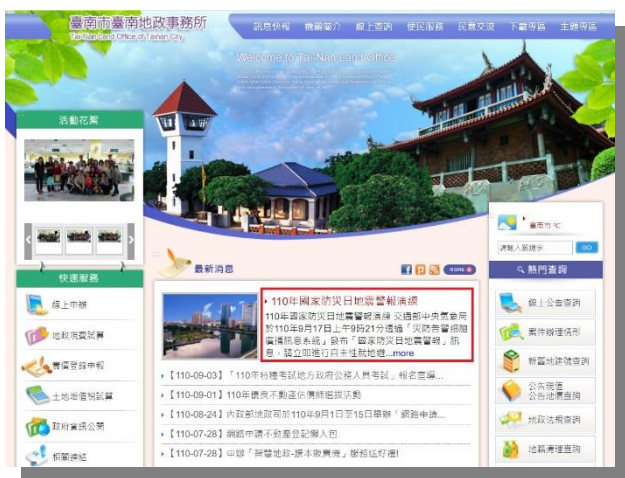 臺南市臺南地政事務所
Tai-Nan Land Office of Tainan City
訊息快報 機關簡介 線上查詢 便民服務 民意交流 下載專區 主題專區
Welcome to Tai-Nan Land Office
活動花絮
快速服務
線上申辦
地政規費試算
實價登錄申報
土地增值稅試算
政府資訊公開
相關連結
最新消息
more
110年國家防災日地震警報演練
110年國家防災日地震警報演練 交通部中央氣象局
於110年9月17日上午9時21分透過「災防告警細胞
廣播訊息系統」發布「國家防災日地震警報」訊
息,請立即進行自主性就地避...more
【110-09-03】「110年特種考試地方政府公務人員考試」報名宣導...
【110-09-01】110年優良不動產估價師選拔活動
【110-08-24】內政部地政司於110年9月1日至15日舉辦「網路申請...
【110-07-28】網路申請不動產登記懶人包
【110-07-28】申辦「智慧地政-謄本販賣機」服務送好禮!
臺南市 ℃
請輸入關鍵字 GO
熱門查詢
線上公告查詢
案件辦理情形
新舊地建號查詢
公告現值
公告地價查詢
地政法規查詢
地籍清理查詢